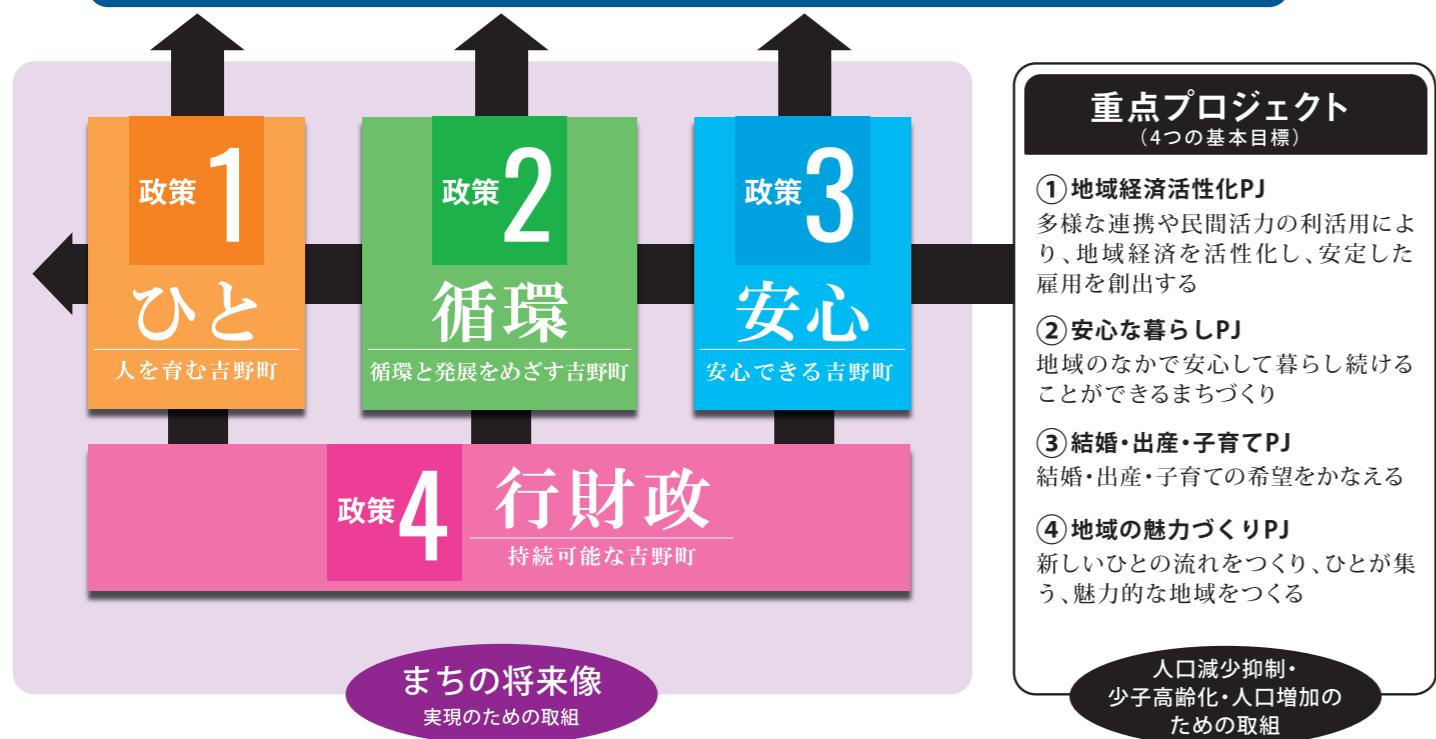 政策1
ひと
人を育む吉野町
政策2
循環
循環と発展をめざす吉野町
政策3
安心
安心できる吉野町
政策4
行財政
持続可能な吉野町
まちの将来像
実現のための取組
重点プロジェクト
（4つの基本目標）
①地域経済活性化PJ
多様な連携や民間活力の利活用によ
り、地域経済を活性化し、安定した
雇用を創出する
②安心な暮らしPJ
地域のなかで安心して暮らし続ける
ことができるまちづくり
③結婚・出産・子育てPJ
結婚・出産・子育ての希望をかなえる
④地域の魅力づくりPJ
新しいひとの流れをつくり、ひとが集
う、魅力的な地域をつくる
人口減少抑制・
少子高齢化・人口増加の
ための取組